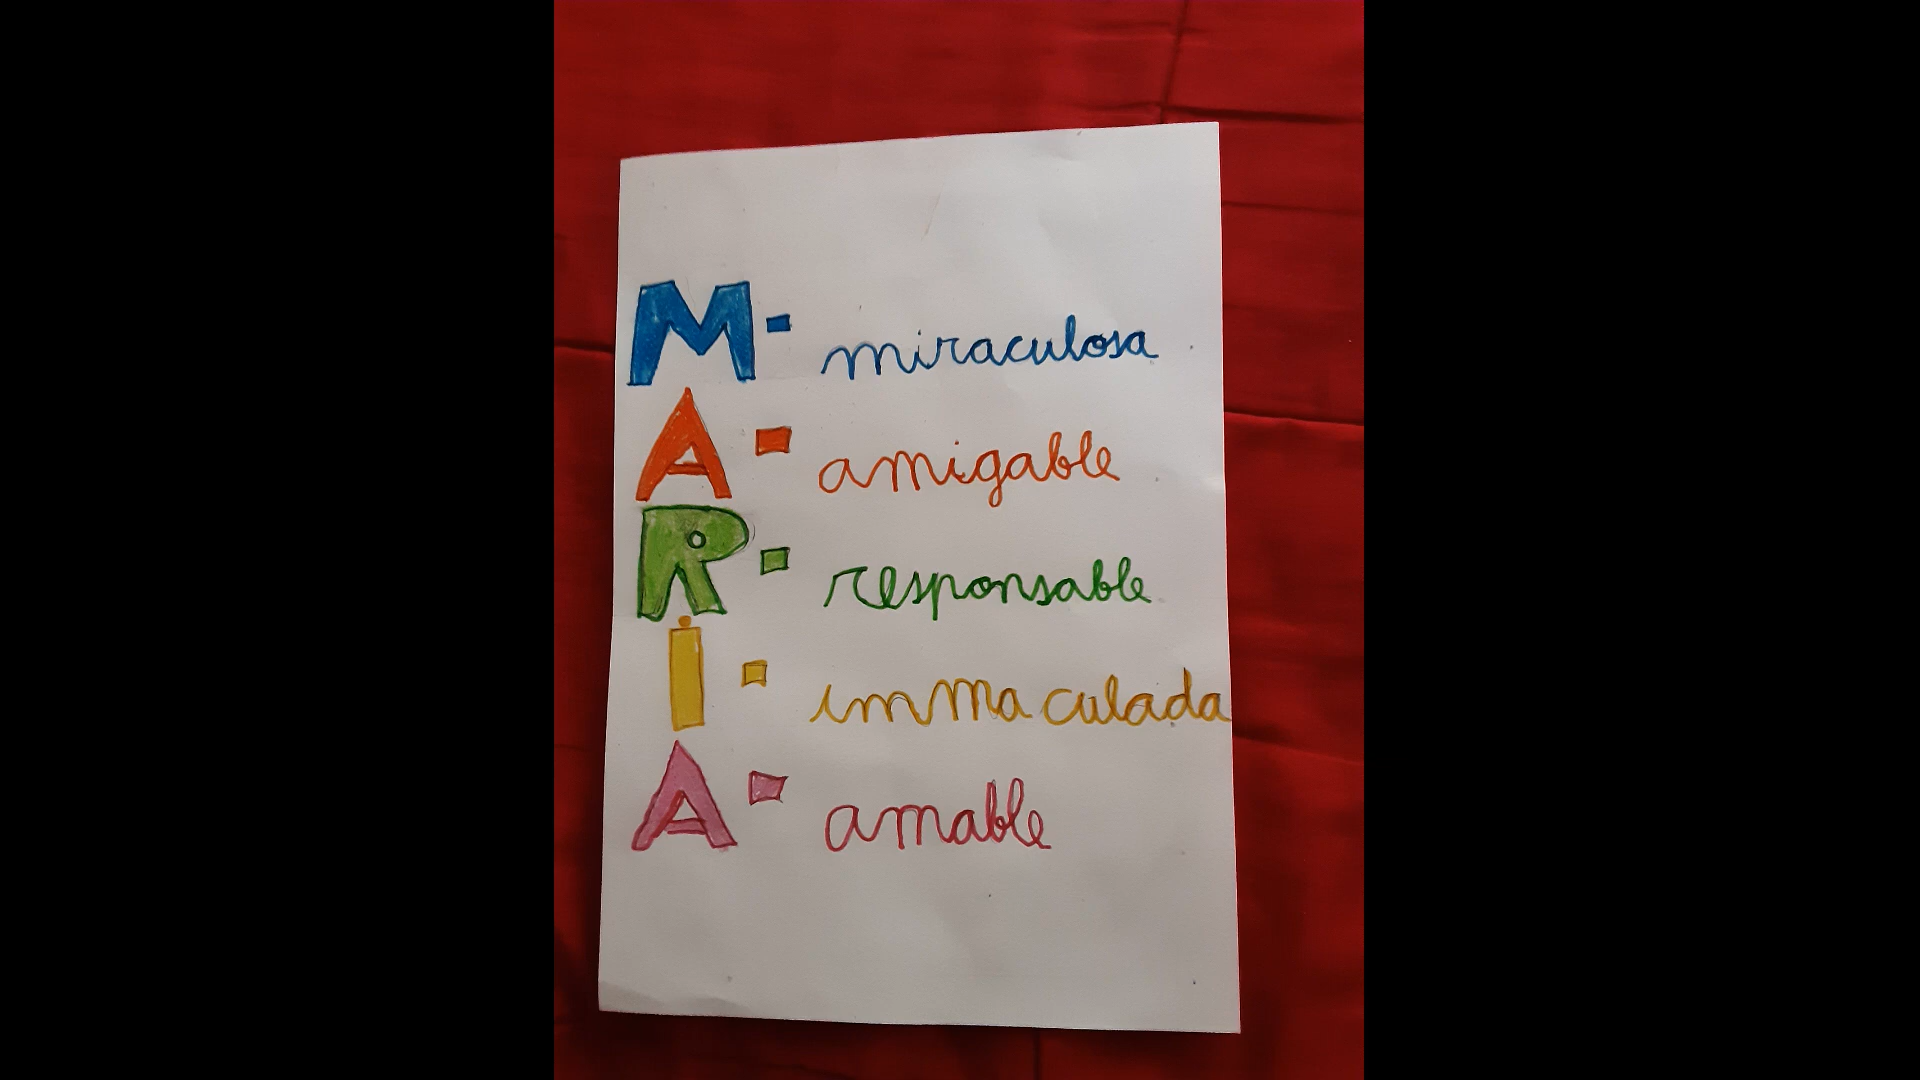 M- miraculosa
A- amigable
R- responsable
I- immaculada
A- amable